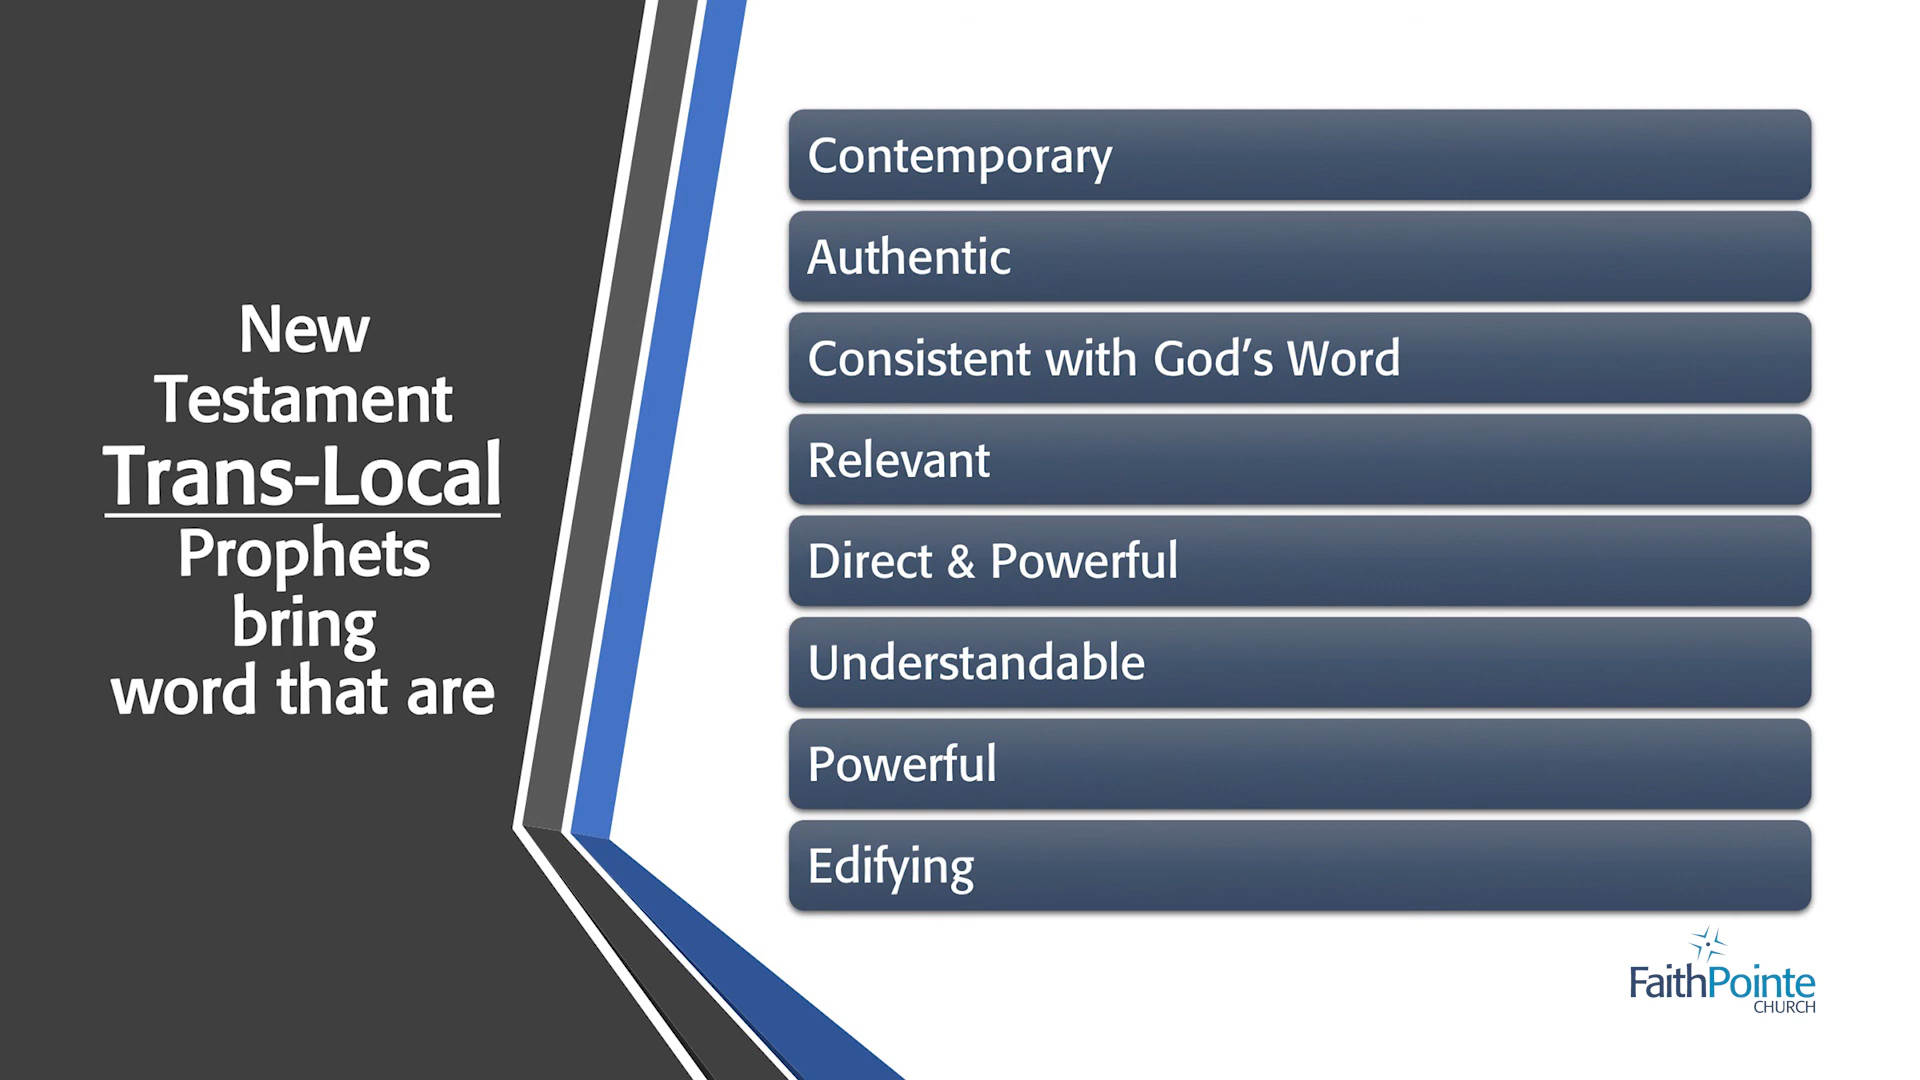 New
Testament
Trans-Local
Prophets
bring
word that are
Contemporary
Authentic
Consistent with God’s Word
Relevant
Direct & Powerful
Understandable
Powerful
Edifying
FaithPointe
CHURCH